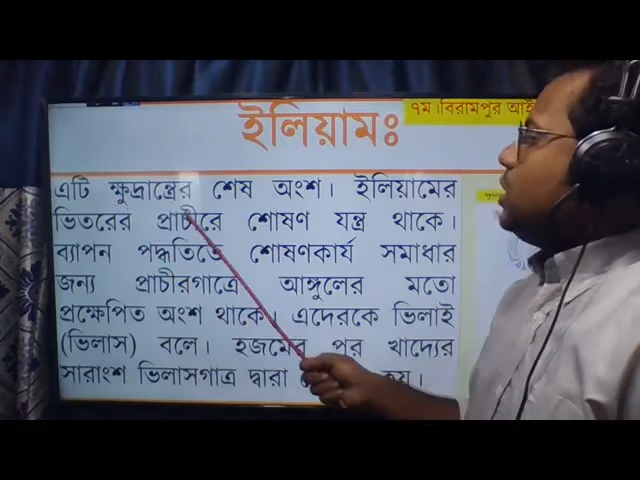 ইলিয়ামঃ
৭ম।বিরামপুর
এটি ক্ষুদ্রান্ত্রের শেষ অংশ। ইলিয়ামের
ভিতরের প্রাচীরে শোষণ যন্ত্র থাকে।
ব্যাপন পদ্ধতিতে শোষণকার্য সমাধার
জন্য প্রাচীরগাত্রে আঙ্গুলের মতো
প্রক্ষেপিত অংশ থাকে। এদেরকে ভিলাই
(ভিলাস) বলে। হজমের পর খাদ্যের
সারাংশ ভিলাসগাত্র দ্বারা হয়।